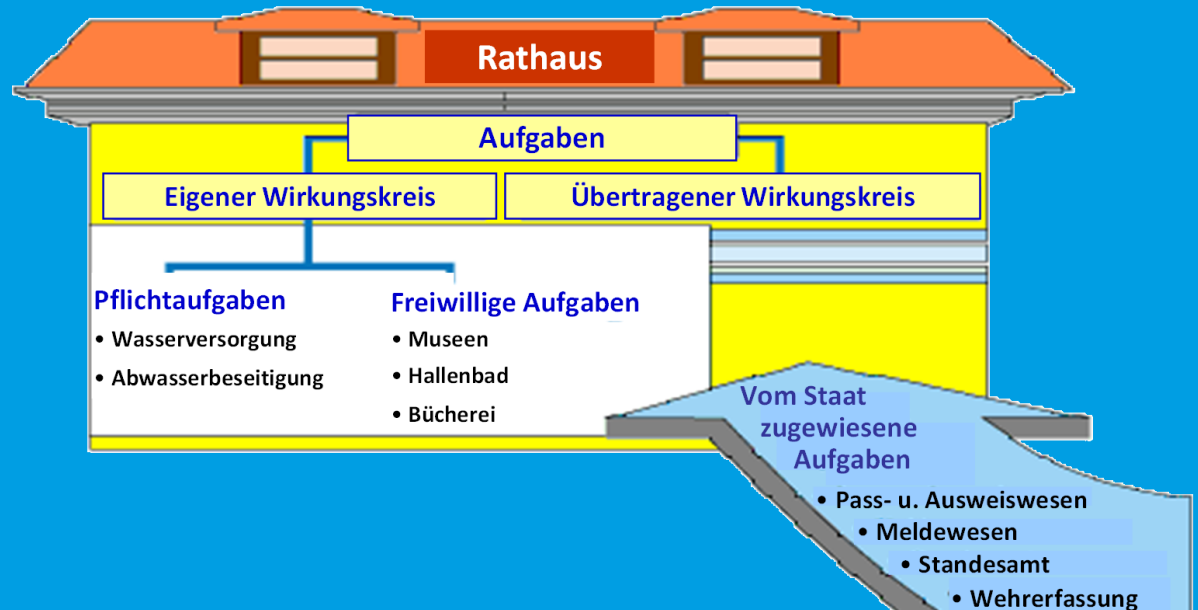 Rathaus
Aufgaben
Eigener Wirkungskreis
Übertragener Wirkungskreis
Pflichtaufgaben
• Wasserversorgung
• Abwasserbeseitigung
Freiwillige Aufgaben
• Museen
• Hallenbad
• Bücherei
Vom Staat
zugewiesene
Aufgaben
• Pass- u. Ausweiswesen
• Meldewesen
• Standesamt
• Wehrerfassung